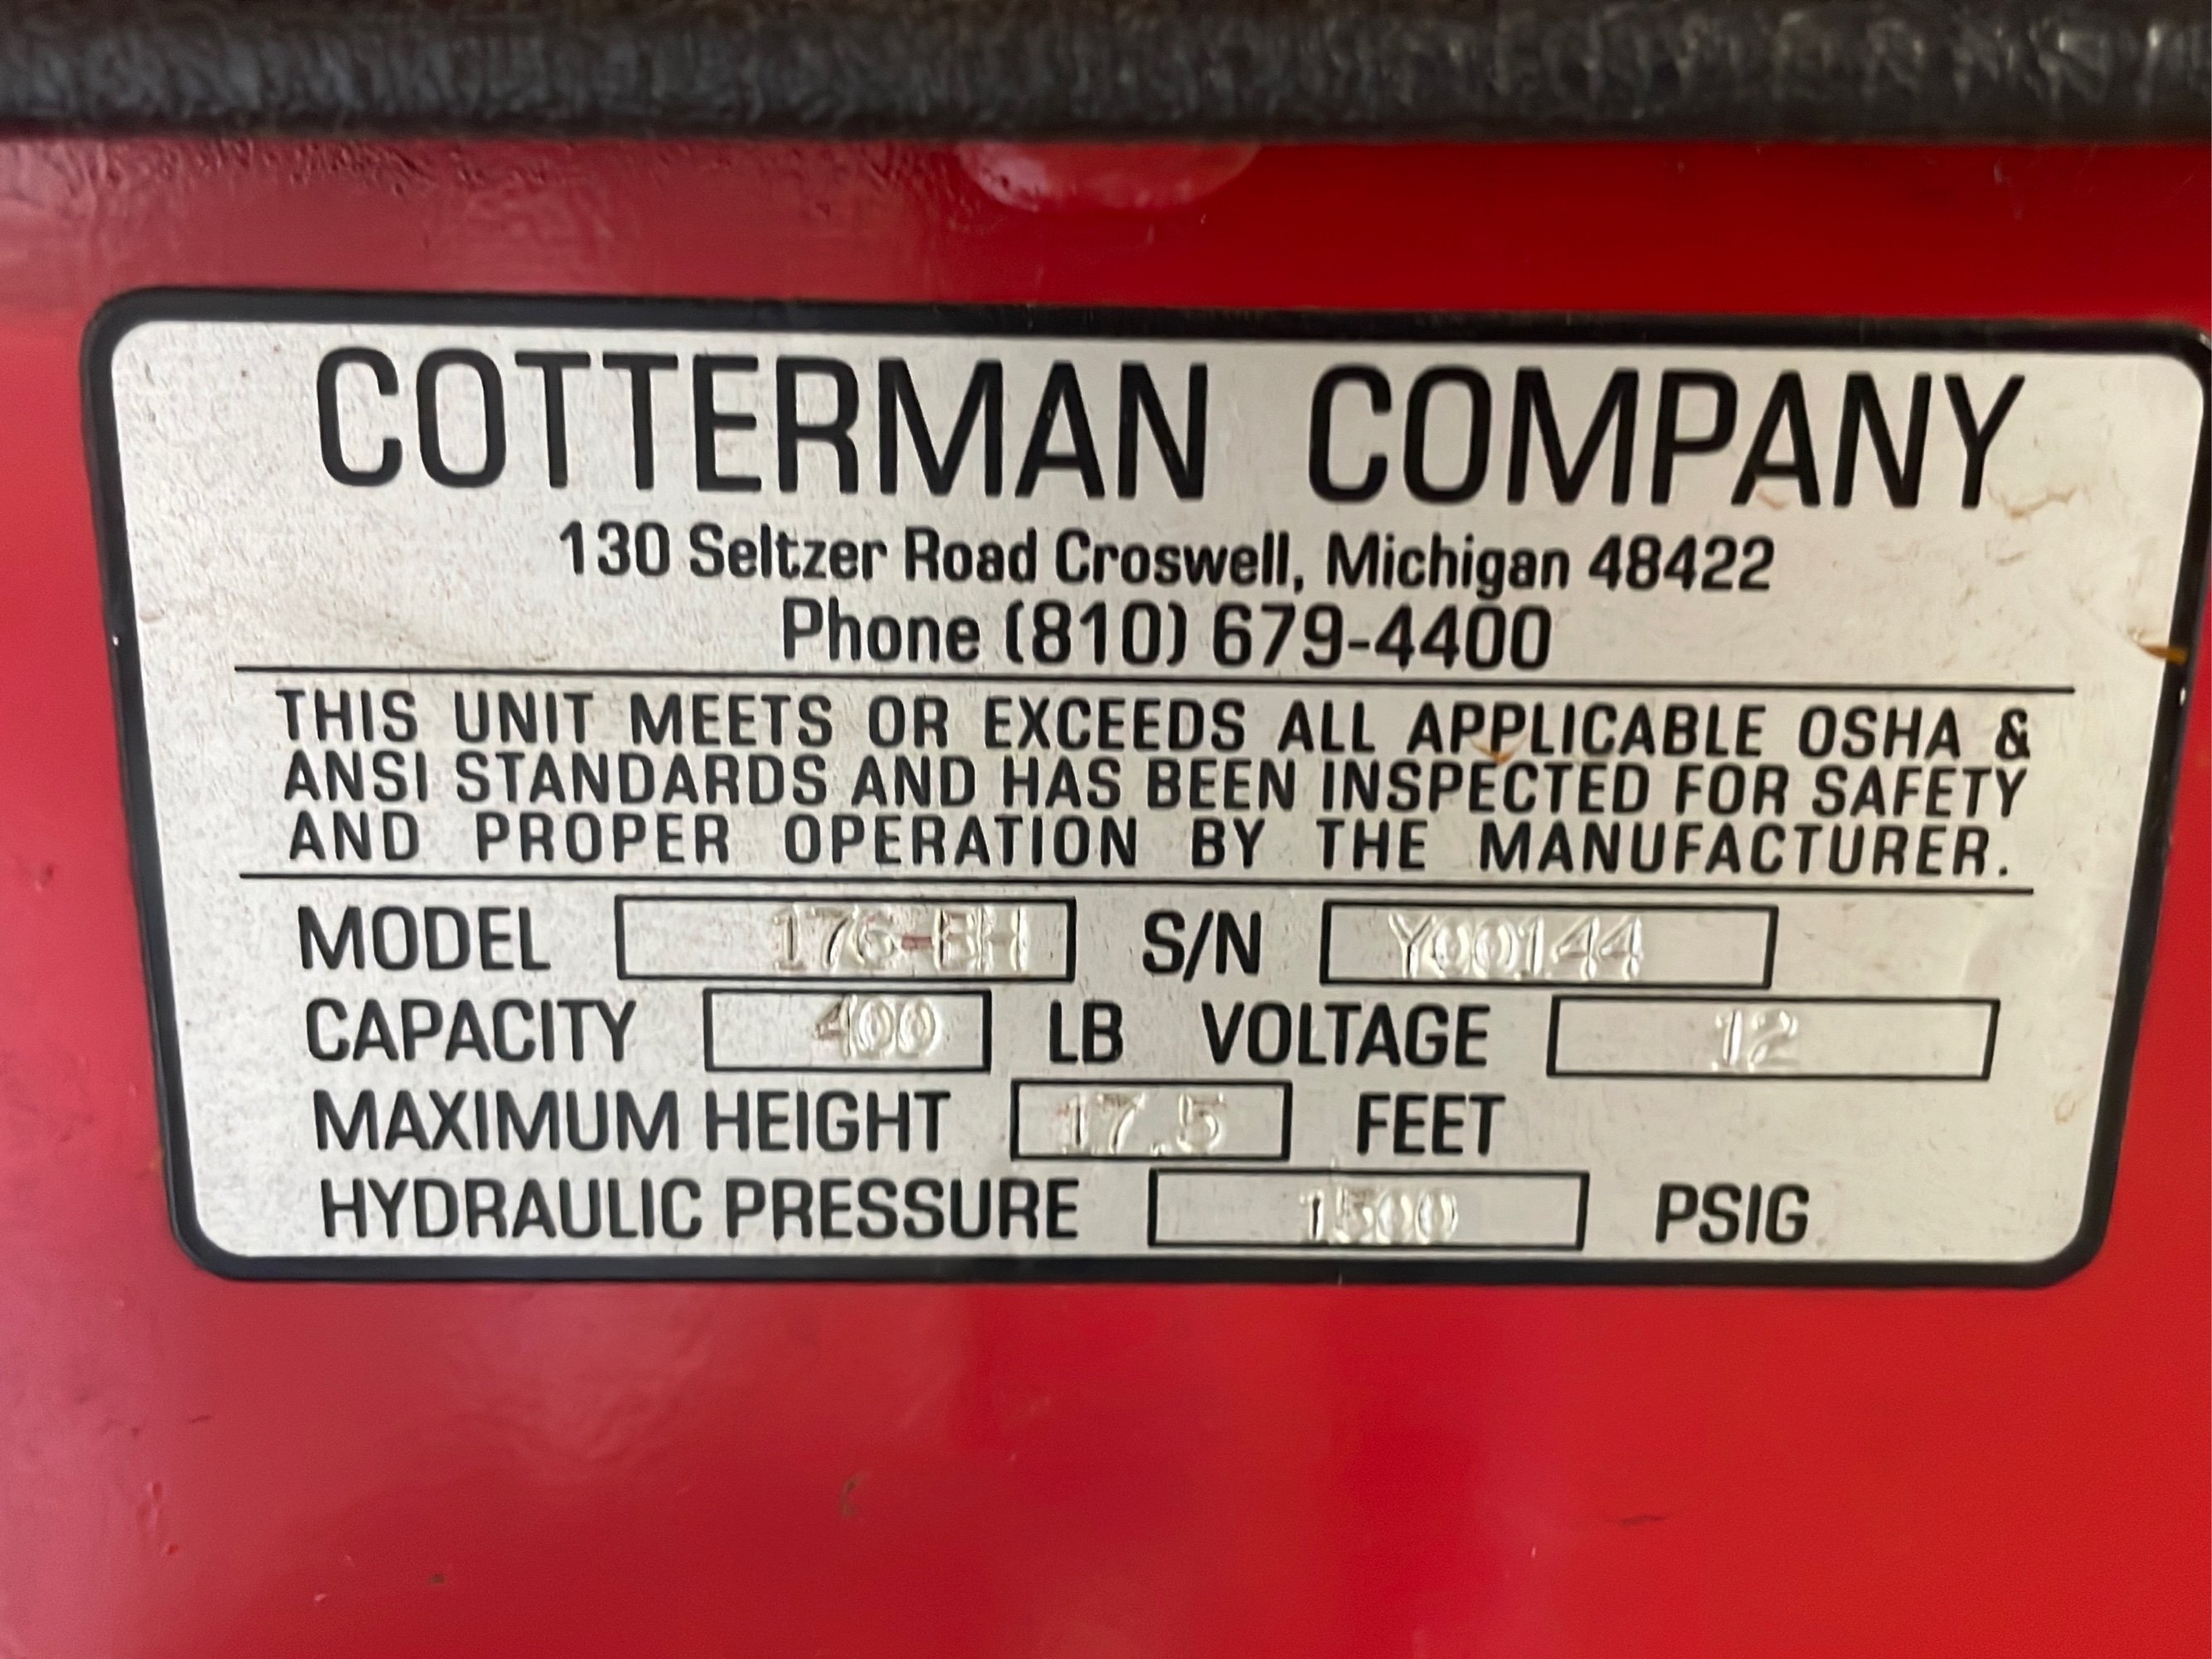 COTTERMAN COMPANY
130 Seltzer Road Croswell, Michigan 48422
Phone (810) 679-4400
THIS UNIT MEETS OR EXCEEDS ALL APPLICABLE OSHA &
ANSI STANDARDS AND HAS BEEN INSPECTED FOR SAFETY
AND PROPER OPERATION BY THE MANUFACTURER.
MODEL 176-EH S/N Y00144
CAPACITY 400 LB VOLTAGE 12
MAXIMUM HEIGHT 17.5 FEET
HYDRAULIC PRESSURE 1500 PSIG